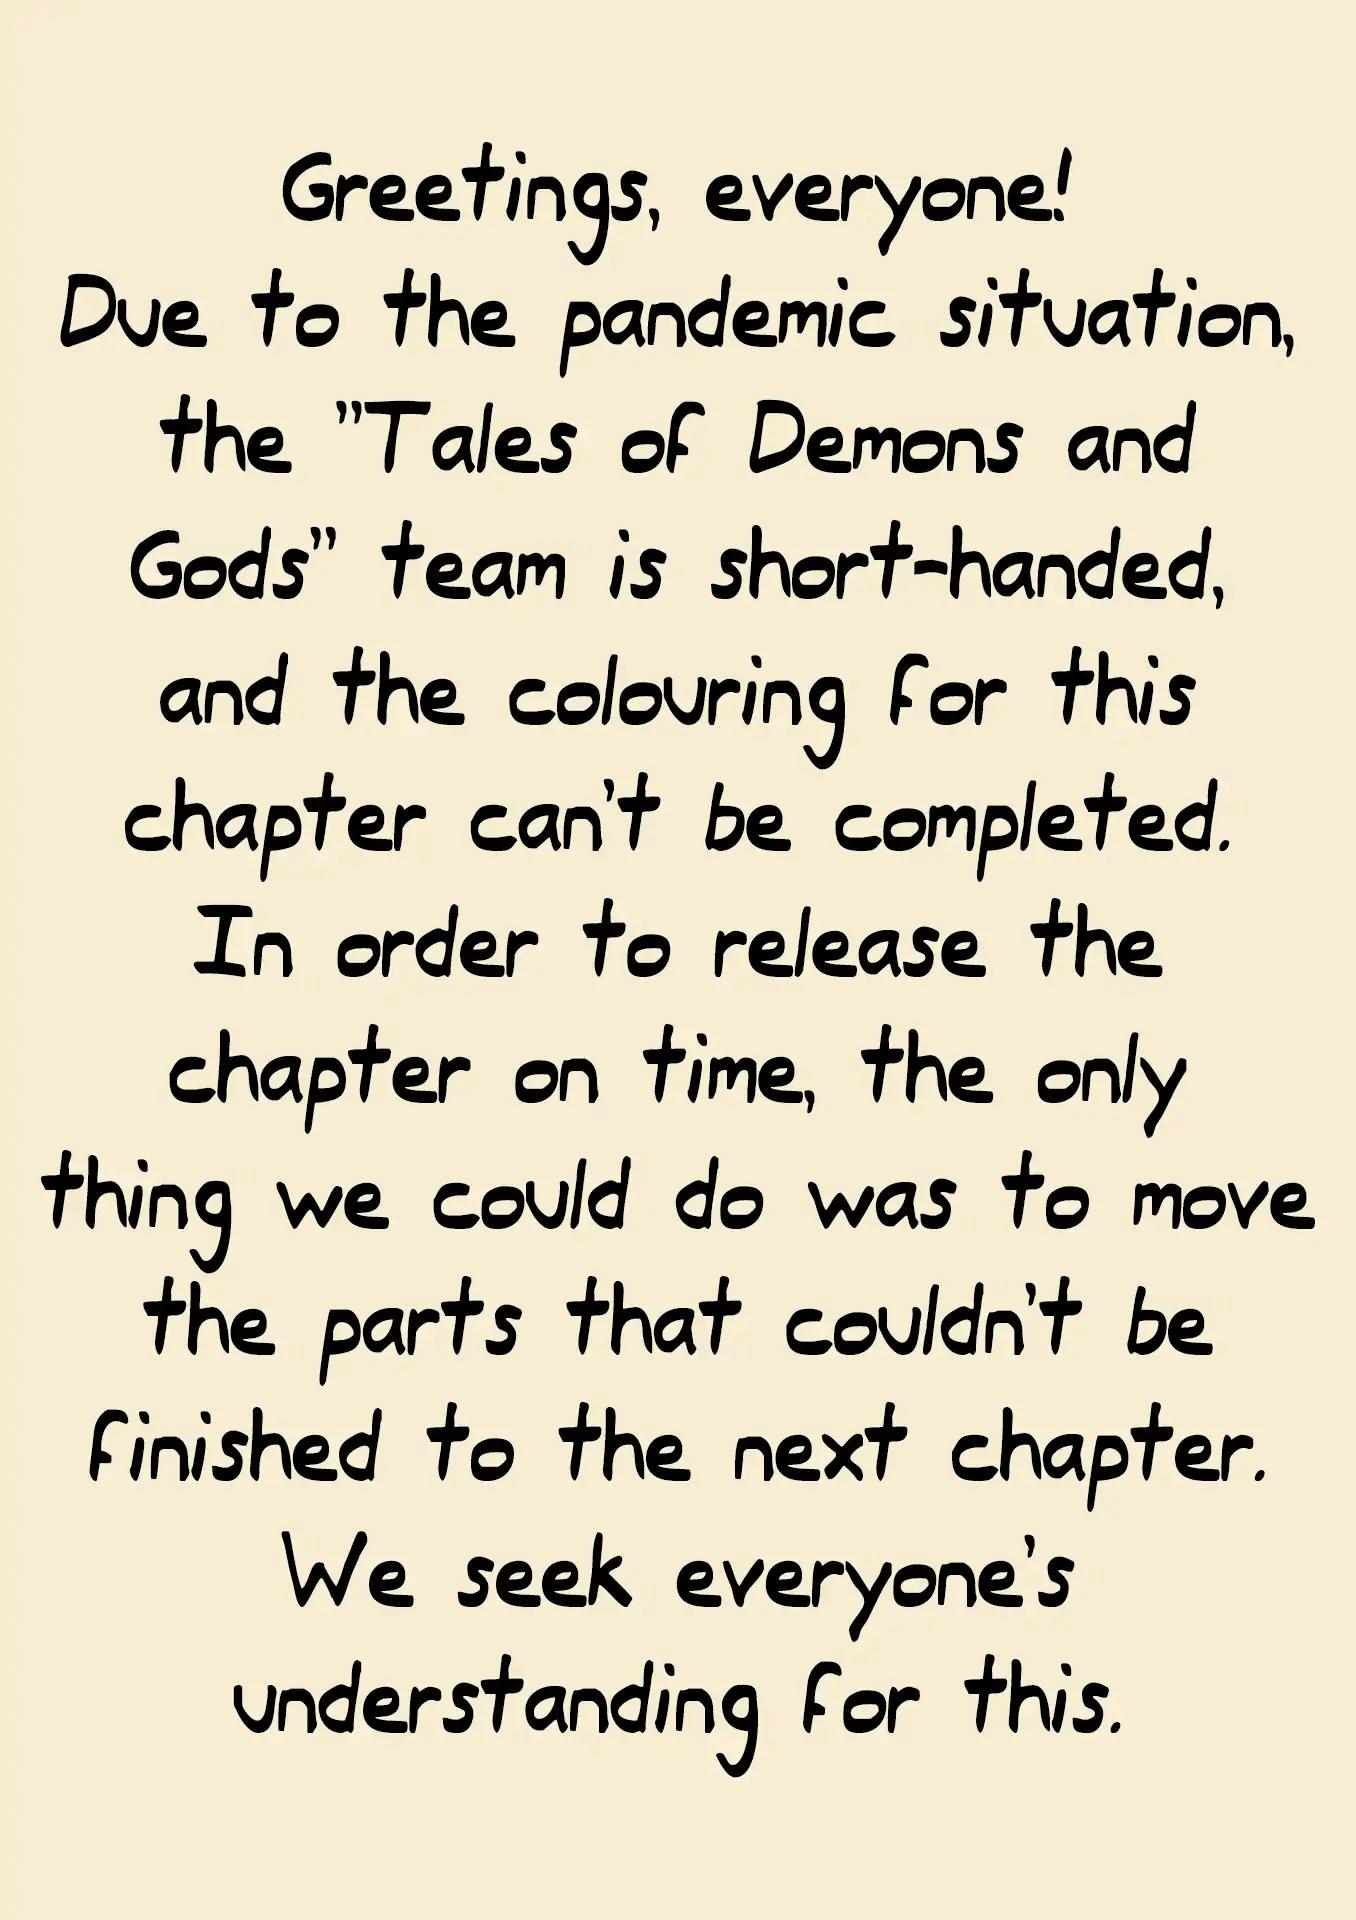 Greetings, everyone!
Due to the pandemic situation,
the "Tales of Demons and
Gods" team is short-handed,
and the colouring for this
chapter can't be completed.
In order to release the
chapter on time, the only
thing we could do was to move
the parts that couldn't be
finished to the next chapter.
We seek everyone's
understanding for this.